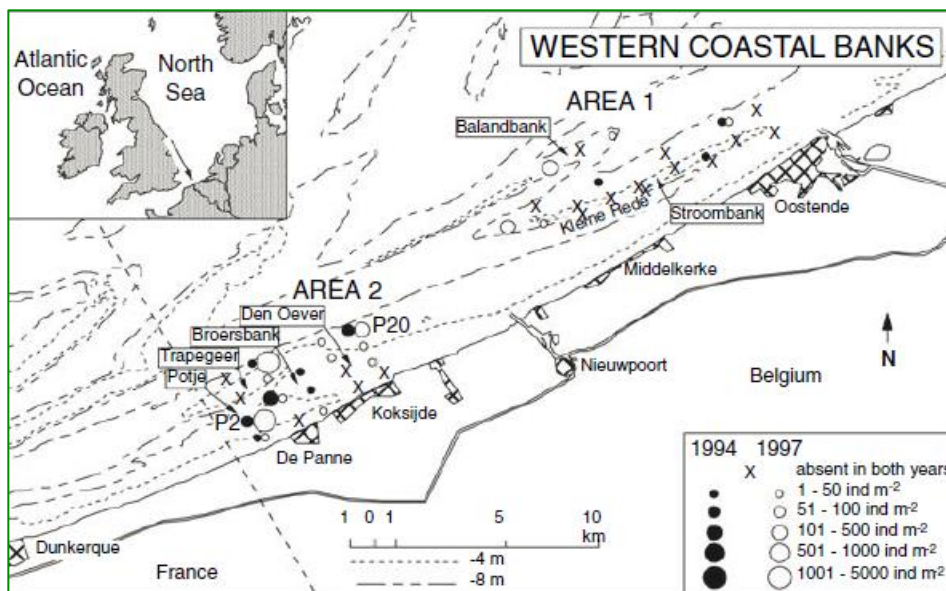 Atlantic
Ocean
North
Sea
WESTERN COASTAL BANKS
AREA 1
Balandbank
Kleine Rede
Stroombank
Oostende
Middelkerke
AREA 2
Den Oever
P20
Broersbank
Trapegeer
Potje
P2
Koksijde
De Panne
Nieuwpoort
Belgium
N
Dunkerque
France
1 0 1 5 10
km
-4 m
-8 m
1994 1997
X absent in both years
1 - 50 ind m-2
51 - 100 ind m-2
101 - 500 ind m-2
501 - 1000 ind m-2
1001 - 5000 ind m-2